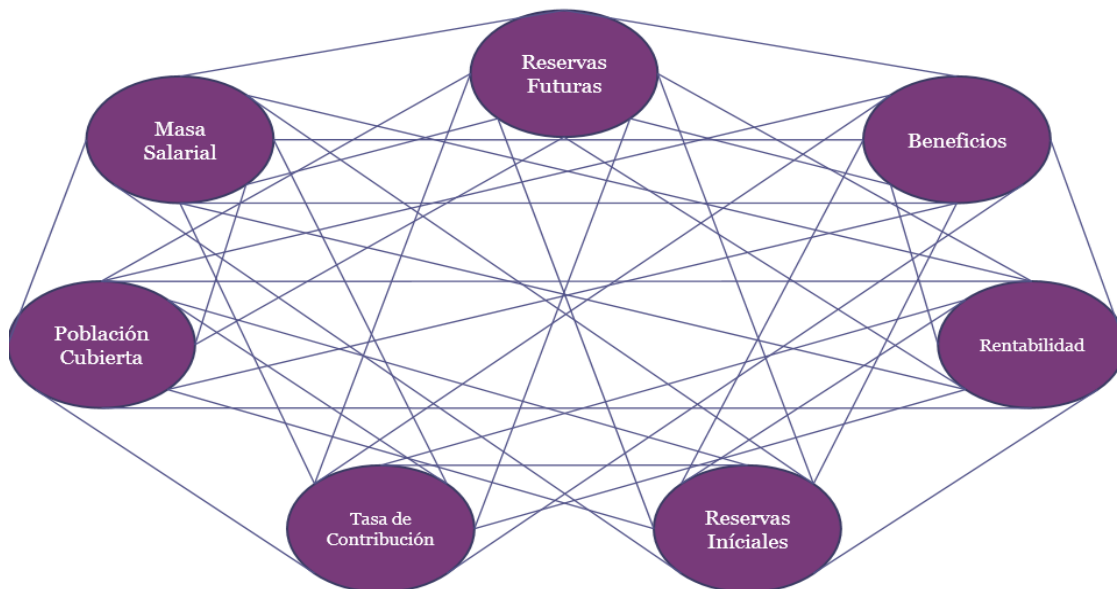 Reservas
Futuras
Masa
Salarial
Beneficios
Población
Cubierta
Rentabilidad
Tasa de
Contribución
Reservas
Iníciales